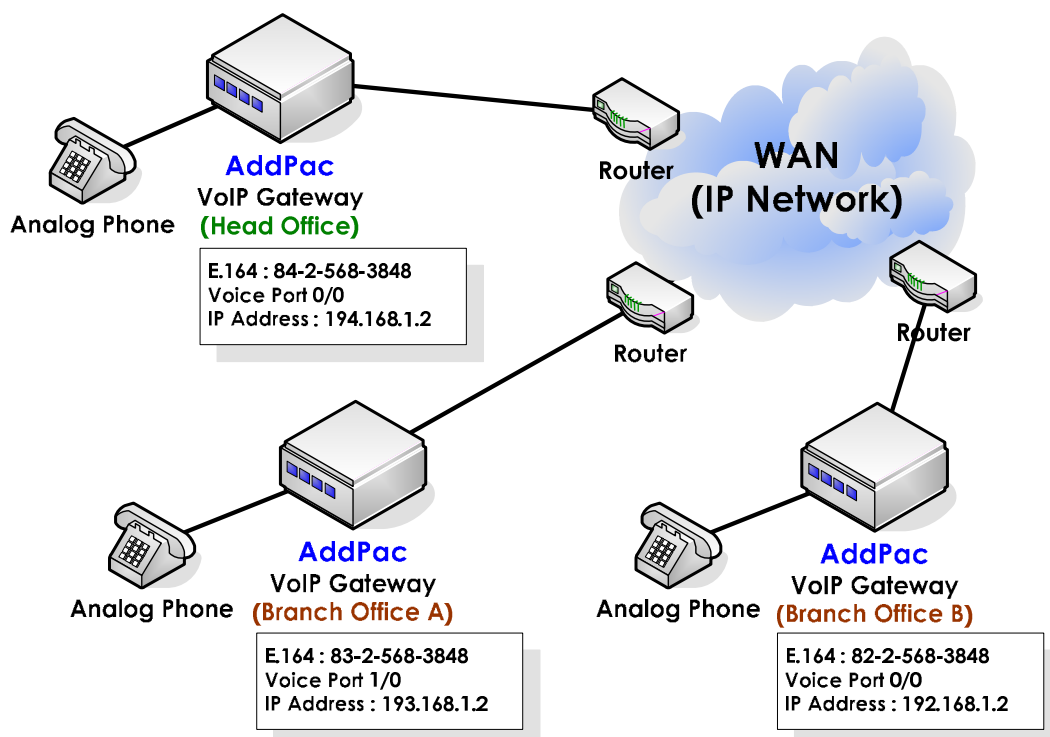 AddPac
VoIP Gateway
(Head Office)
Analog Phone
E.164 : 84-2-568-3848
Voice Port 0/0
IP Address : 194.168.1.2
Router
WAN
(IP Network)
Router
Router
AddPac
VoIP Gateway
(Branch Office A)
Analog Phone
E.164 : 83-2-568-3848
Voice Port 1/0
IP Address : 193.168.1.2
AddPac
VoIP Gateway
(Branch Office B)
Analog Phone
E.164 : 82-2-568-3848
Voice Port 0/0
IP Address : 192.168.1.2